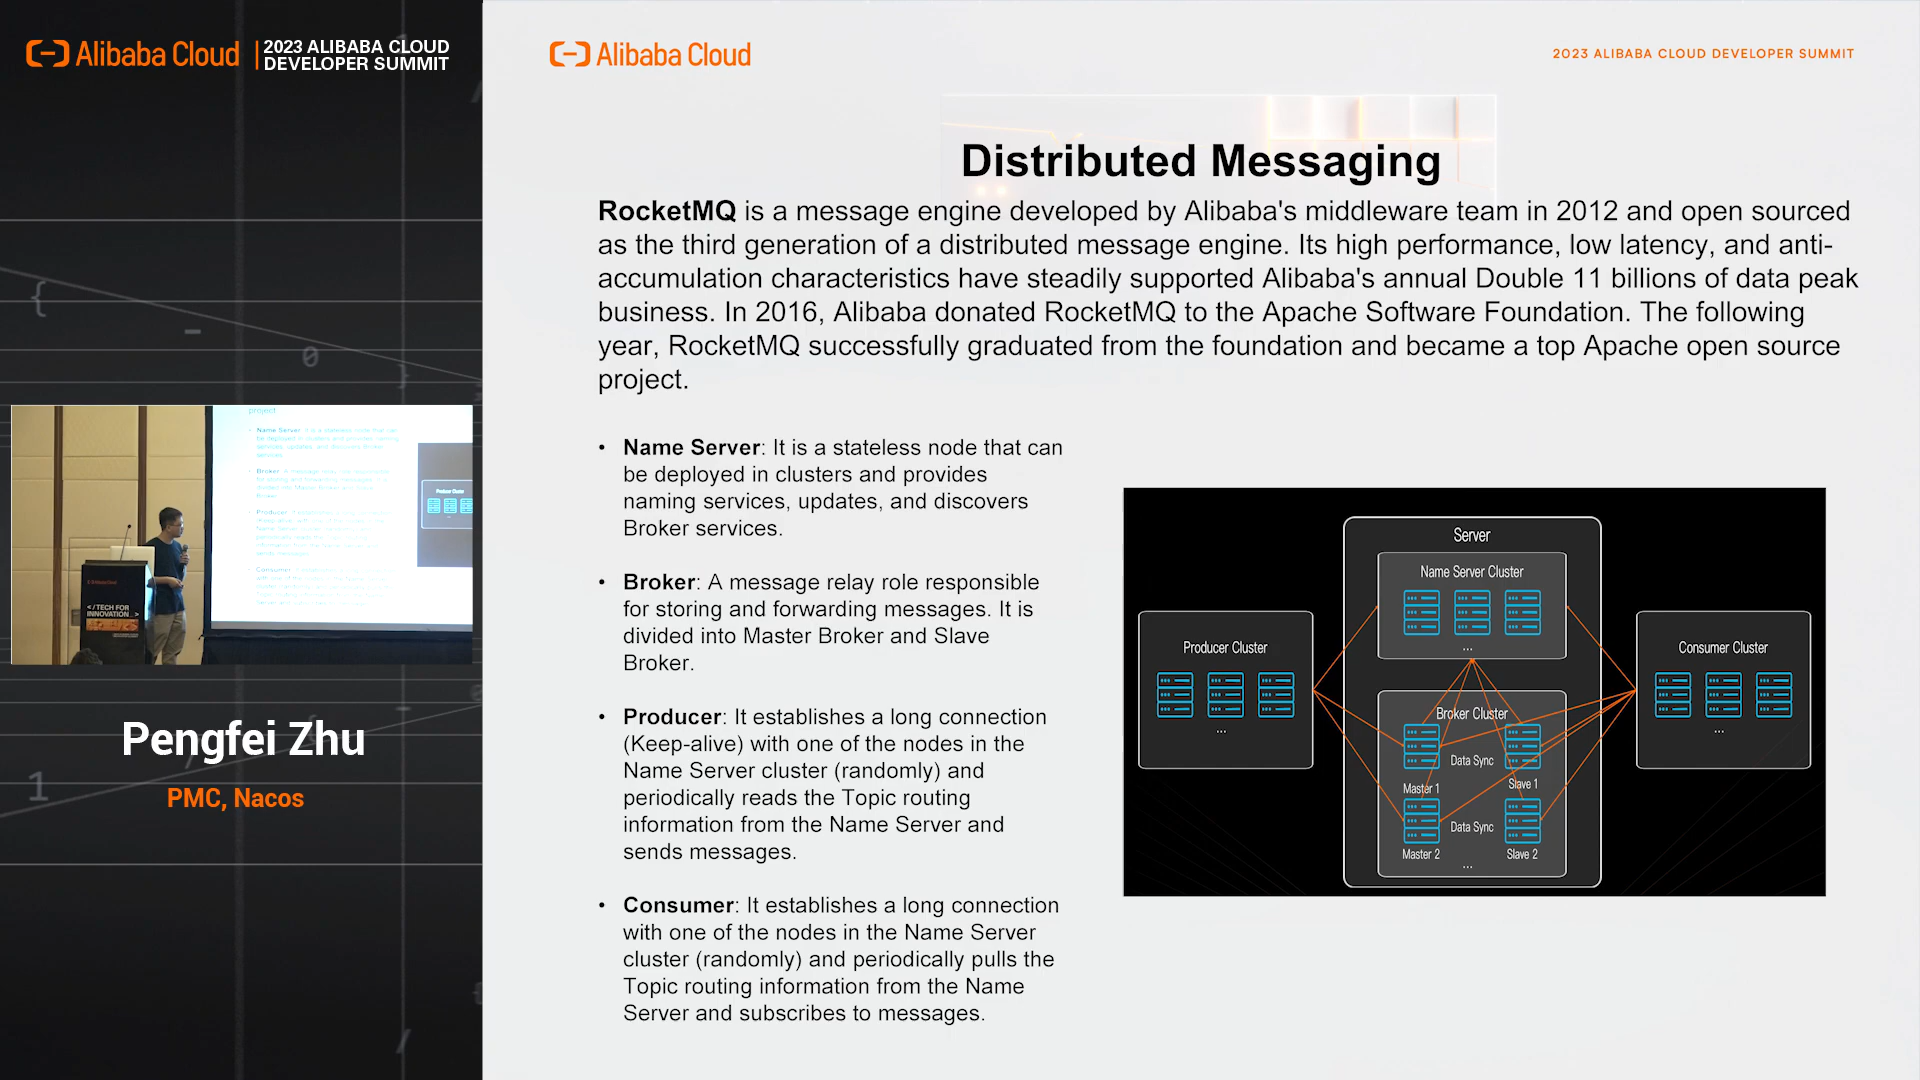 Alibaba Cloud
2023 ALIBABA CLOUD
DEVELOPER SUMMIT
Alibaba Cloud
2023 ALIBABA CLOUD DEVELOPER SUMMIT
Distributed Messaging
RocketMQ is a message engine developed by Alibaba's middleware team in 2012 and open sourced
as the third generation of a distributed message engine. Its high performance, low latency, and anti-
accumulation characteristics have steadily supported Alibaba's annual Double 11 billions of data peak
business. In 2016, Alibaba donated RocketMQ to the Apache Software Foundation. The following
year, RocketMQ successfully graduated from the foundation and became a top Apache open source
project.
• Name Server: It is a stateless node that can
be deployed in clusters and provides
naming services, updates, and discovers
Broker services.
• Broker: A message relay role responsible
for storing and forwarding messages. It is
divided into Master Broker and Slave
Broker.
• Producer: It establishes a long connection
(Keep-alive) with one of the nodes in the
Name Server cluster (randomly) and
periodically reads the Topic routing
information from the Name Server and
sends messages.
• Consumer: It establishes a long connection
with one of the nodes in the Name Server
cluster (randomly) and periodically pulls the
Topic routing information from the Name
Server and subscribes to messages.
Server
Name Server Cluster
...
Producer Cluster
...
Consumer Cluster
...
Broker Cluster
Data Sync
Master 1
Slave 1
Data Sync
Master 2
Slave 2
...
</TECH FOR
INNOVATION_>
Pengfei Zhu
PMC, Nacos